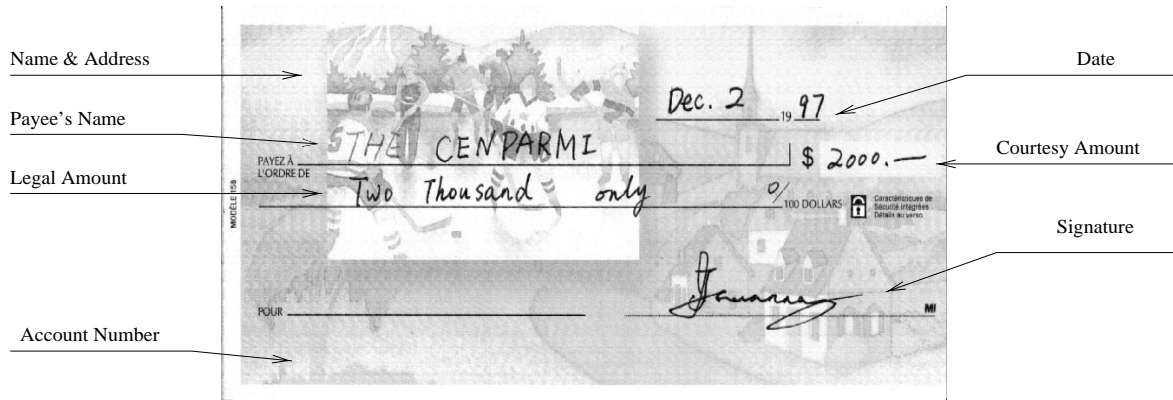 Name & Address
Date
Dec. 2 19 97
Payee's Name
THE CENPARMI
$ 2000.—
Courtesy Amount
PAYEZ À
L'ORDRE DE
Legal Amount
Two Thousand only 0/100 DOLLARS
Caractéristiques de
Sécurité intégrées
Détails au verso.
MODÈLE 158
Signature
POUR
MI
Account Number